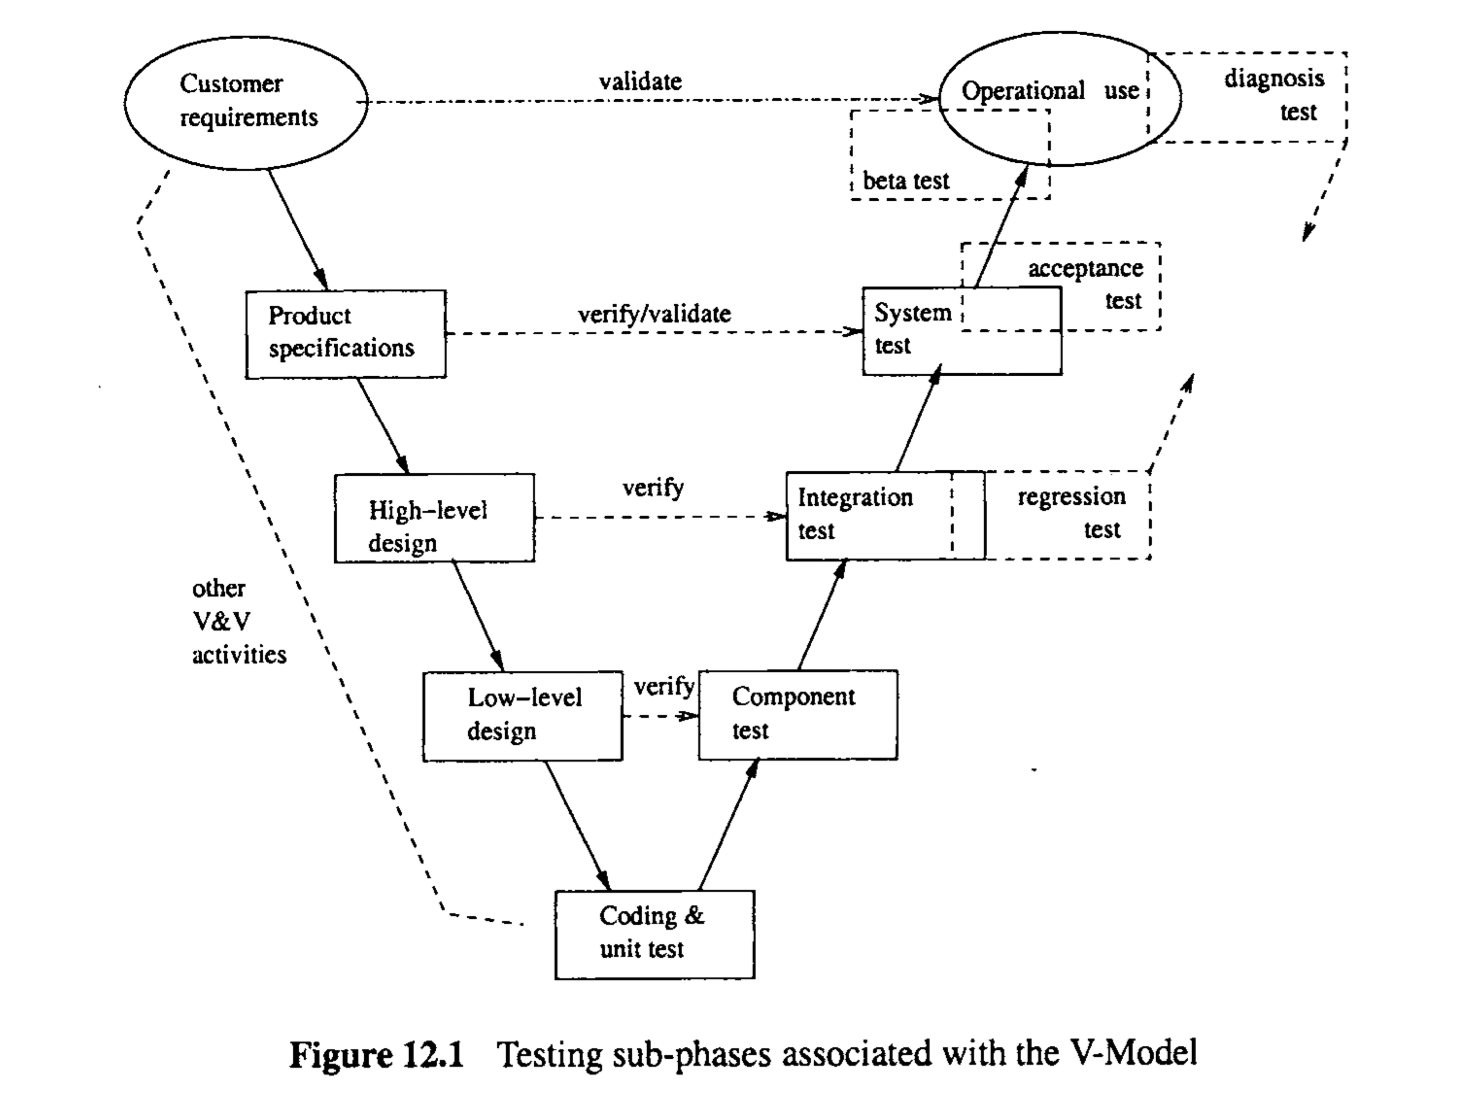 Customer
requirements
validate
Operational use
diagnosis
test
beta test
Product
specifications
verify/validate
System
test
acceptance
test
High–level
design
verify
Integration
test
regression
test
other
V&V
activities
Low–level
design
verify
Component
test
Coding &
unit test
Figure 12.1 Testing sub-phases associated with the V-Model